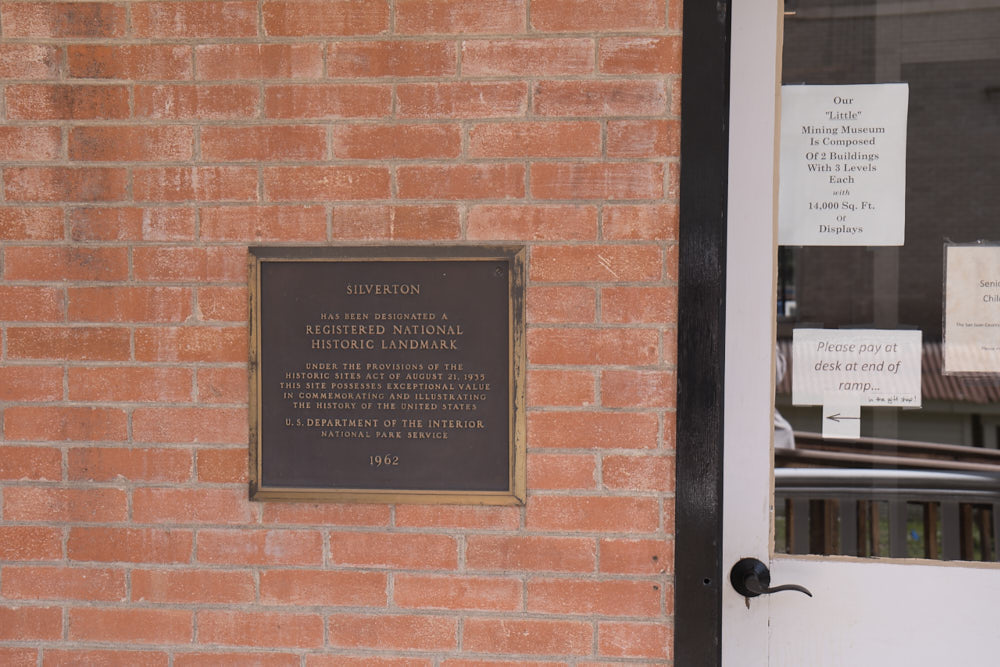 SILVERTON
HAS BEEN DESIGNATED A
REGISTERED NATIONAL
HISTORIC LANDMARK
UNDER THE PROVISIONS OF THE
HISTORIC SITES ACT OF AUGUST 21, 1935
THIS SITE POSSESSES EXCEPTIONAL VALUE
IN COMMEMORATING AND ILLUSTRATING
THE HISTORY OF THE UNITED STATES
U.S. DEPARTMENT OF THE INTERIOR
NATIONAL PARK SERVICE
1962
Our
"Little"
Mining Museum
Is Composed
Of 2 Buildings
With 3 Levels
Each
with
14,000 Sq. Ft.
Of
Displays
Please pay at
desk at end of
ramp...
in the gift shop!
The San Juan